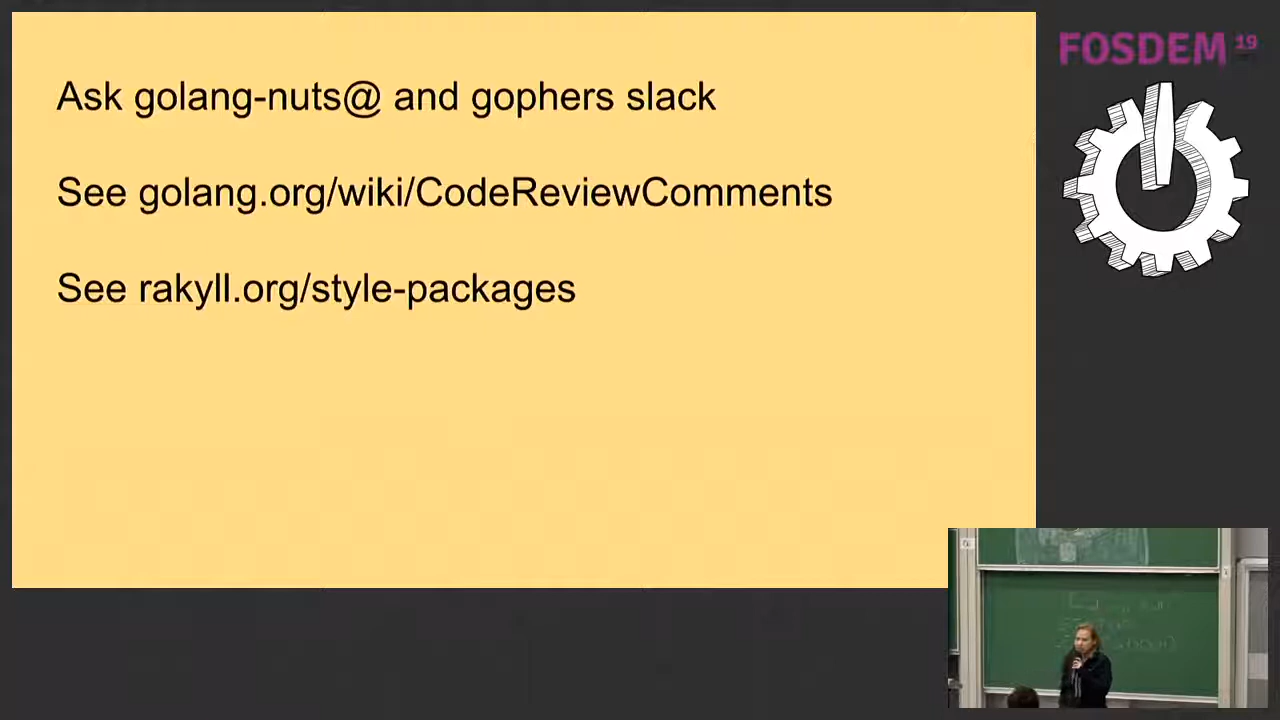 Ask golang-nuts@ and gophers slack
See golang.org/wiki/CodeReviewComments
See rakyll.org/style-packages
FOSDEM 19